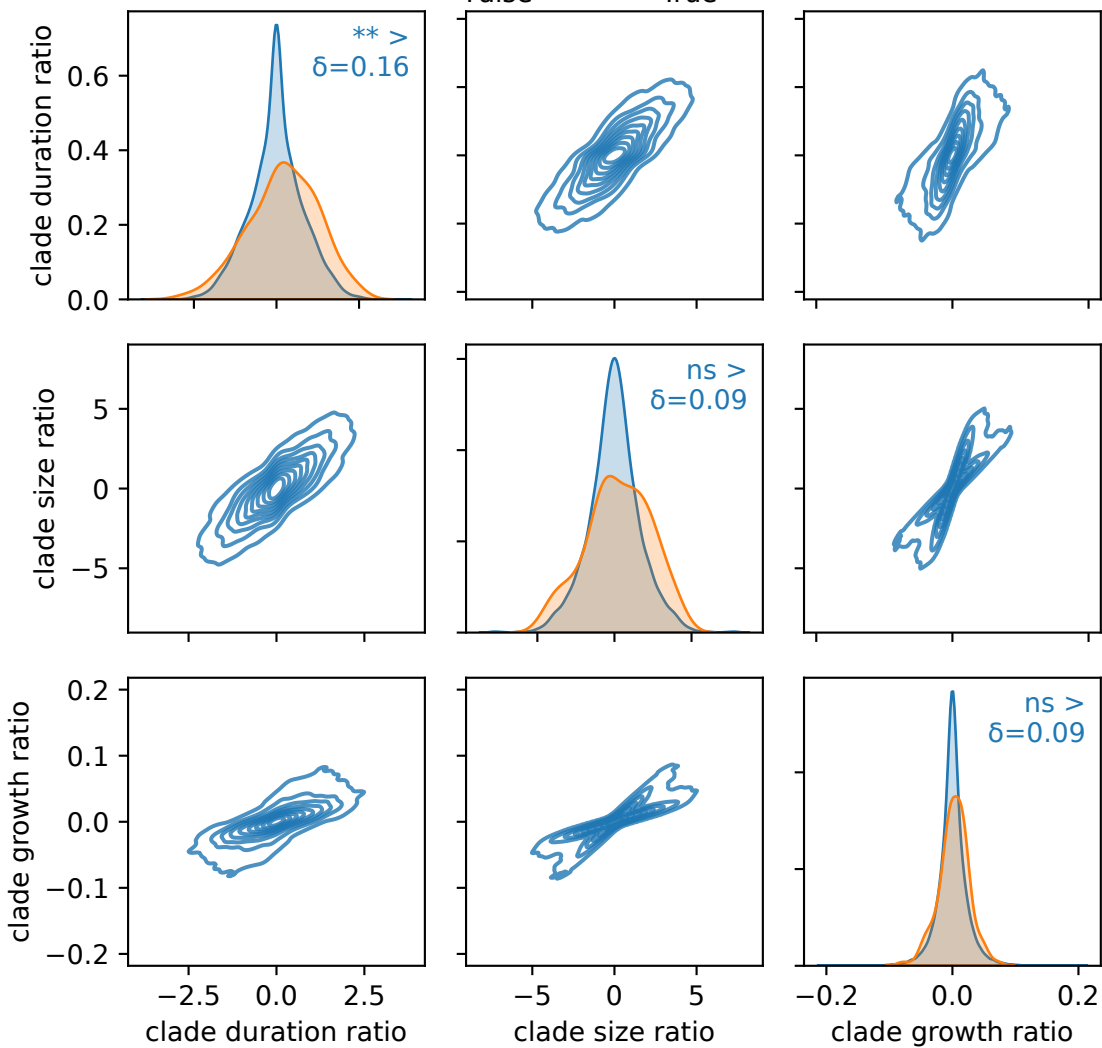 clade duration ratio
0.6
0.4
0.2
0.0
** >
δ=0.16
clade size ratio
5
0
−5
ns >
δ=0.09
clade growth ratio
0.2
0.1
0.0
−0.1
−0.2
ns >
δ=0.09
−2.5 0.0 2.5
−5 0 5
−0.2 0.0 0.2
clade duration ratio
clade size ratio
clade growth ratio